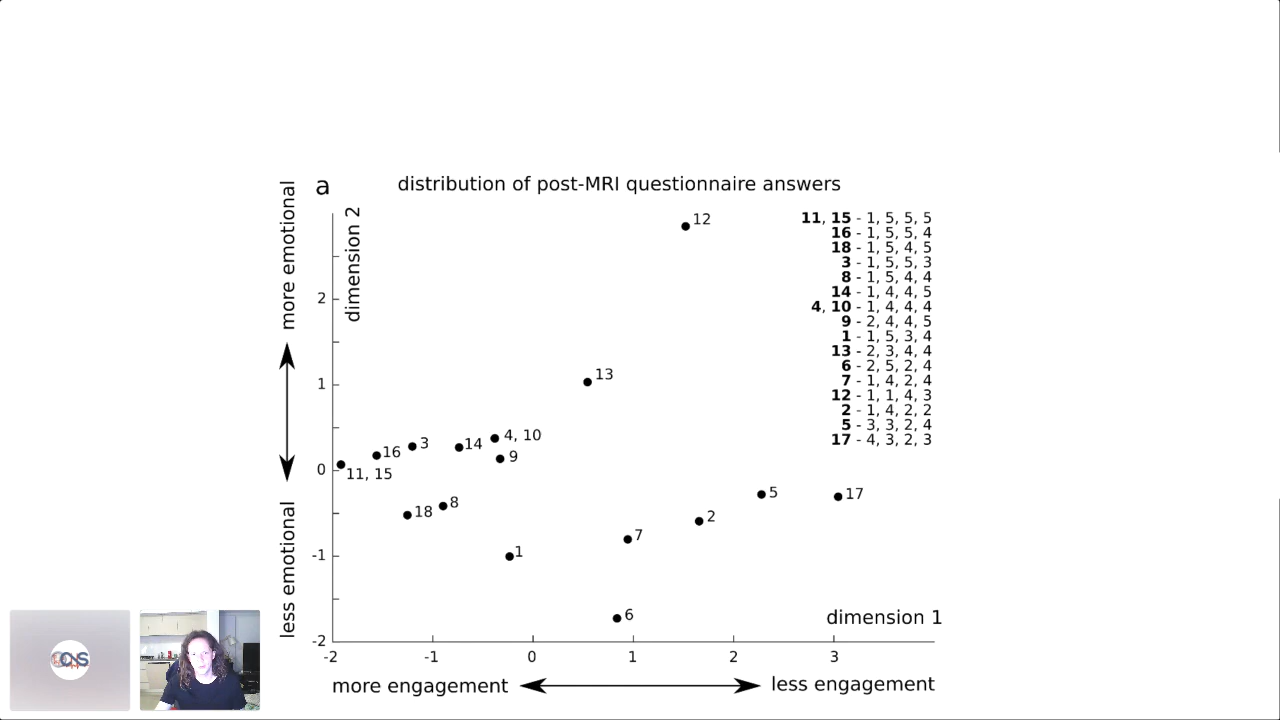 a
distribution of post-MRI questionnaire answers
more emotional
less emotional
dimension 2
2
1
0
-1
-2
12
13
3
16
14
4, 10
9
11, 15
18
8
1
7
2
5
17
6
11, 15 - 1, 5, 5, 5
16 - 1, 5, 5, 4
18 - 1, 5, 4, 5
3 - 1, 5, 5, 3
8 - 1, 5, 4, 4
14 - 1, 4, 4, 5
4, 10 - 1, 4, 4, 4
9 - 2, 4, 4, 5
1 - 1, 5, 3, 4
13 - 2, 3, 4, 4
6 - 2, 5, 2, 4
7 - 1, 4, 2, 4
12 - 1, 1, 4, 3
2 - 1, 4, 2, 2
5 - 3, 3, 2, 4
17 - 4, 3, 2, 3
dimension 1
-2 -1 0 1 2 3
more engagement
less engagement